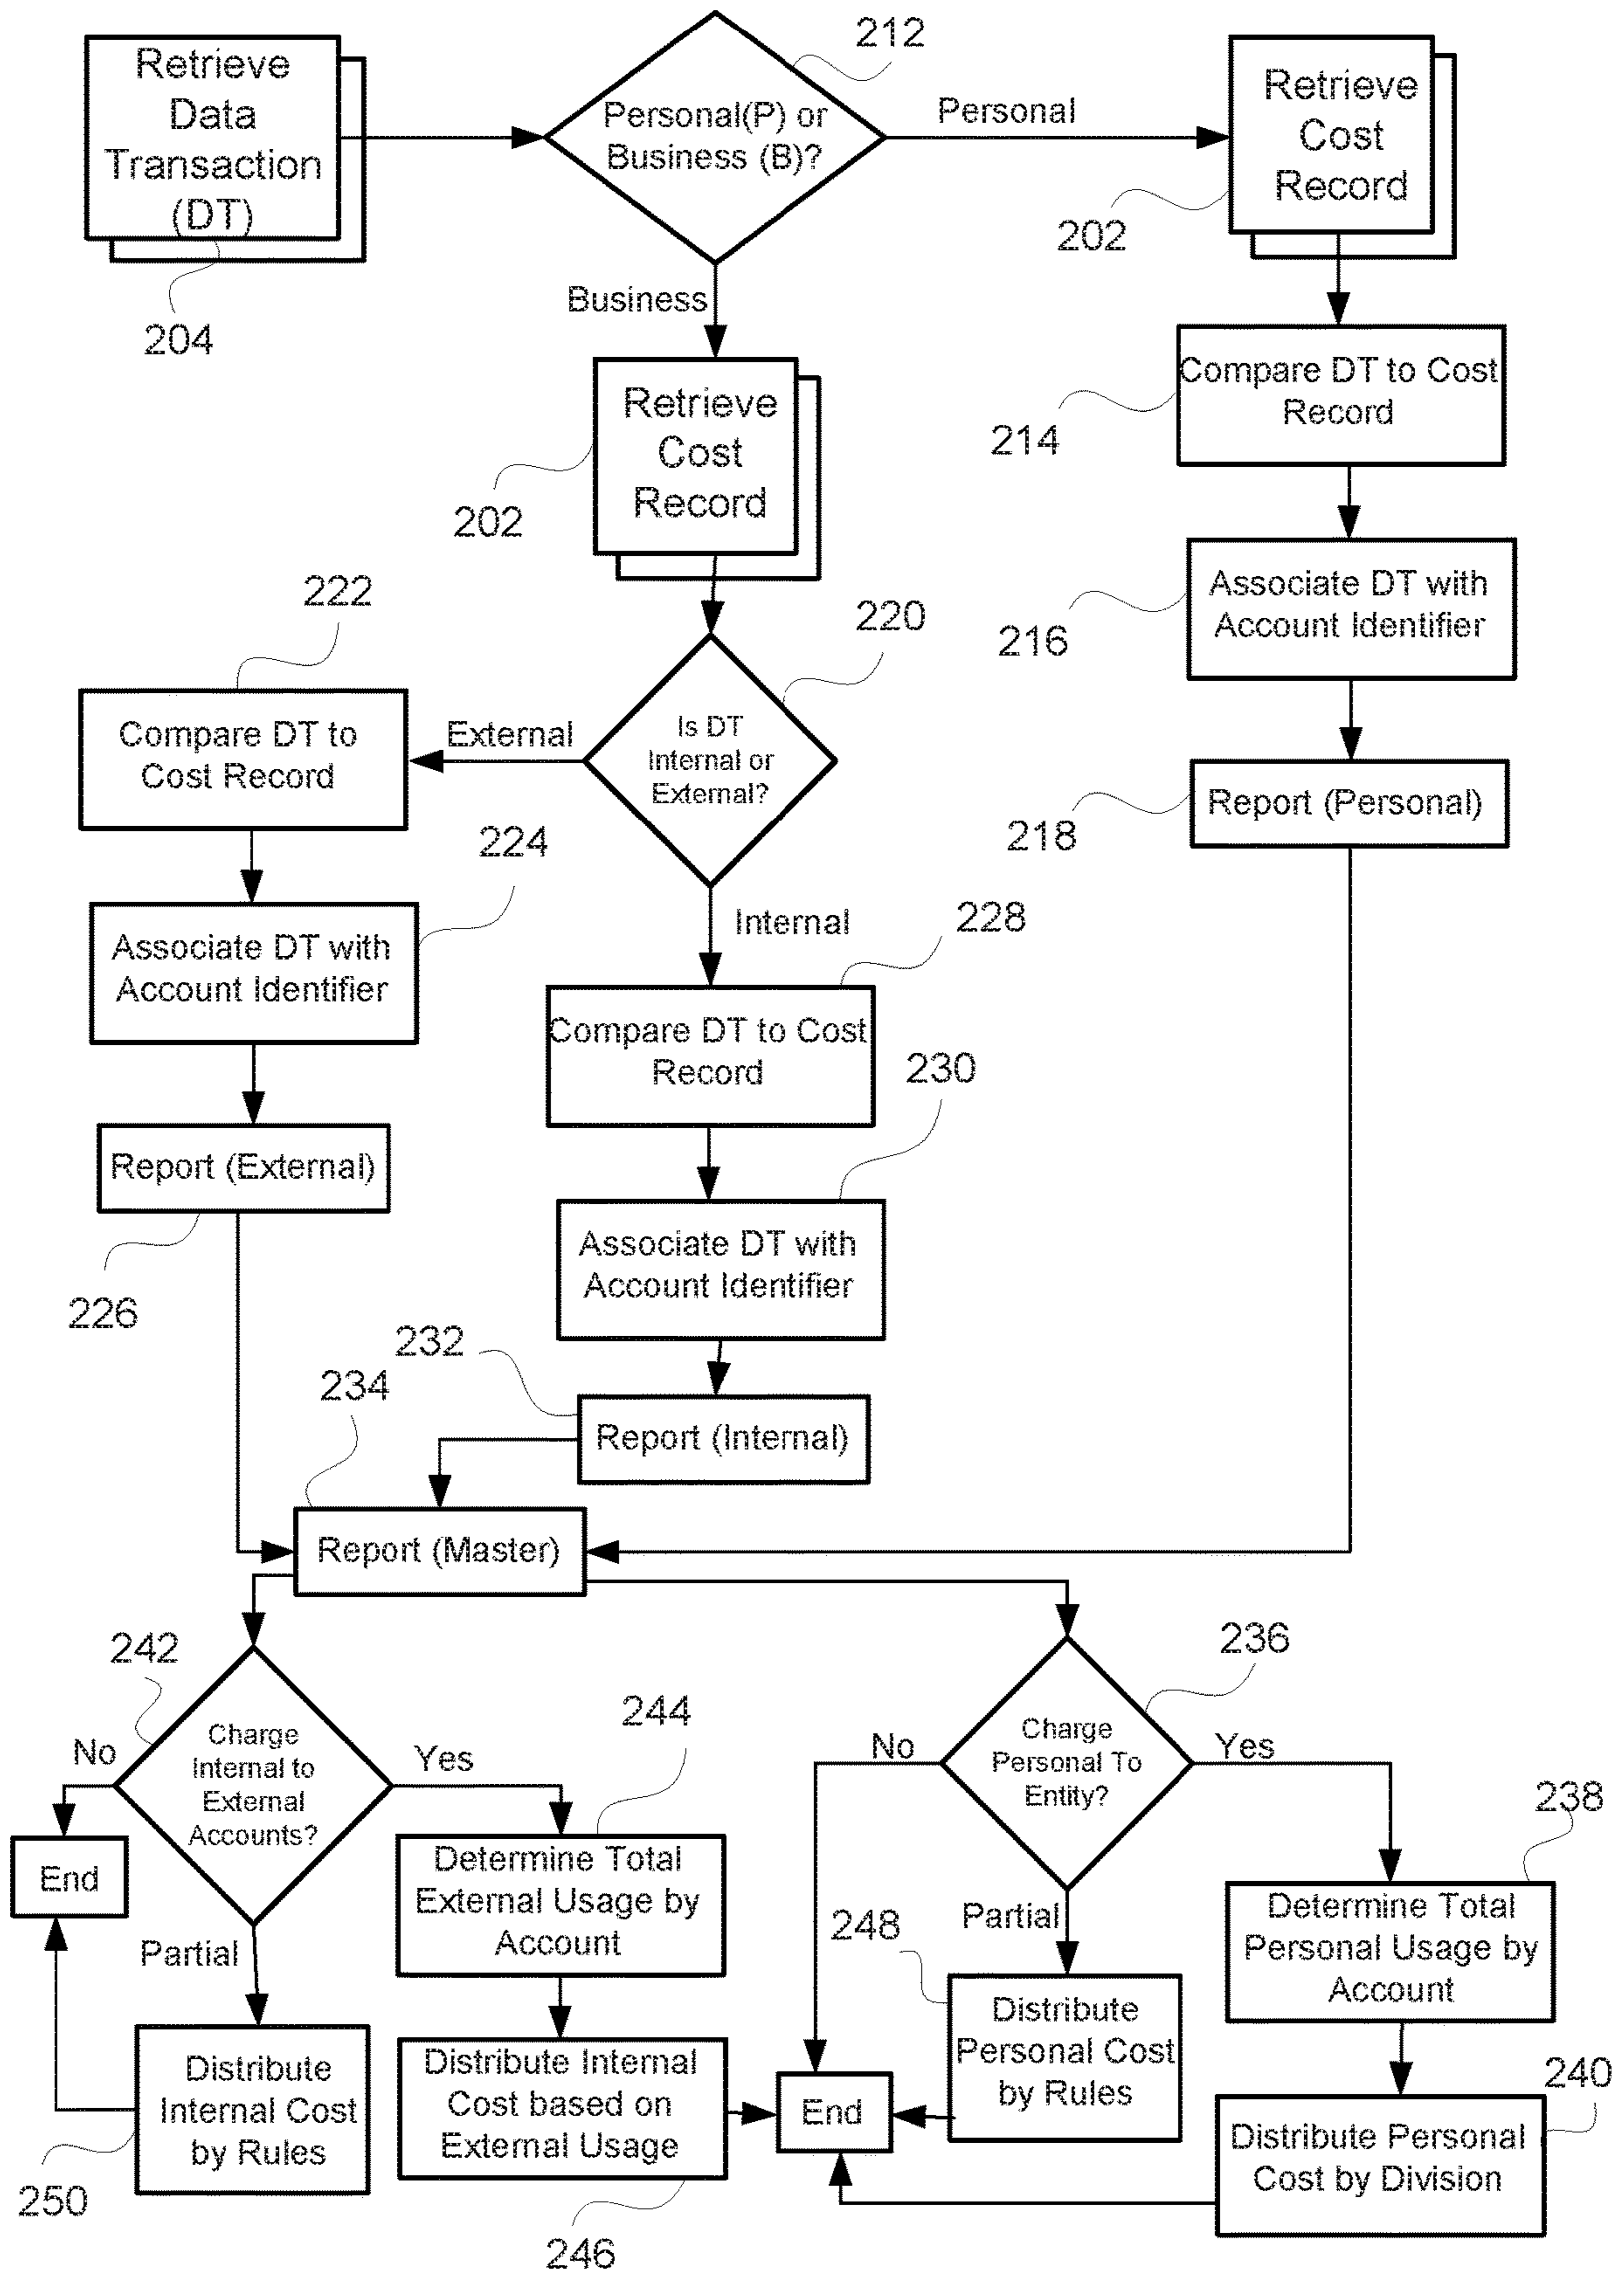 Retrieve
Data
Transaction
(DT)
204
212
Personal(P) or
Business (B)?
Personal
Business
Retrieve
Cost
Record
202
Compare DT to Cost
Record
214
Associate DT with
Account Identifier
216
Report (Personal)
218
Retrieve
Cost
Record
202
220
Is DT
Internal or
External?
External
Internal
222
Compare DT to
Cost Record
224
Associate DT with
Account Identifier
Report (External)
226
228
Compare DT to Cost
Record
230
Associate DT with
Account Identifier
232
Report (Internal)
234
Report (Master)
242
Charge
Internal to
External
Accounts?
No
Yes
Partial
End
Distribute
Internal Cost
by Rules
250
244
Determine Total
External Usage by
Account
Distribute Internal
Cost based on
External Usage
246
236
Charge
Personal To
Entity?
No
Yes
Partial
248
Distribute
Personal Cost
by Rules
End
238
Determine Total
Personal Usage by
Account
240
Distribute Personal
Cost by Division